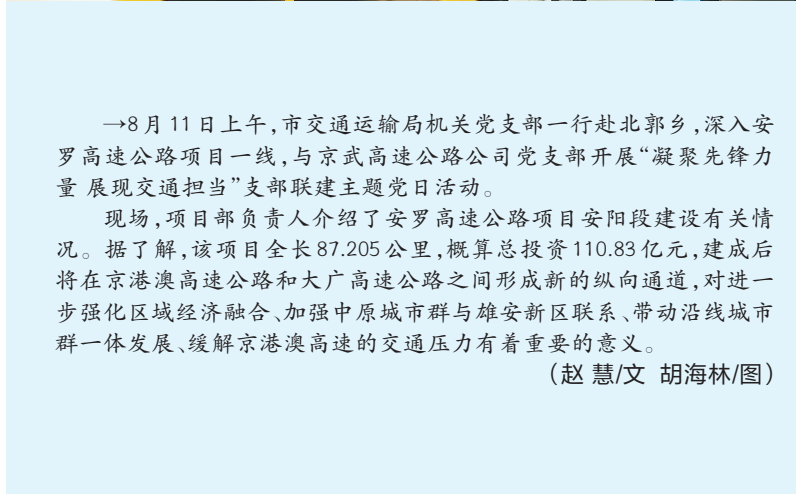 →8月11日上午,市交通运输局机关党支部一行赴北郭乡,深入安
罗高速公路项目一线,与京武高速公路公司党支部开展“凝聚先锋力
量 展现交通担当”支部联建主题党日活动。
现场,项目部负责人介绍了安罗高速公路项目安阳段建设有关情
况。据了解,该项目全长87.205公里,概算总投资110.83亿元,建成后
将在京港澳高速公路和大广高速公路之间形成新的纵向通道,对进一
步强化区域经济融合、加强中原城市群与雄安新区联系、带动沿线城市
群一体发展、缓解京港澳高速的交通压力有着重要的意义。
(赵 慧/文 胡海林/图)